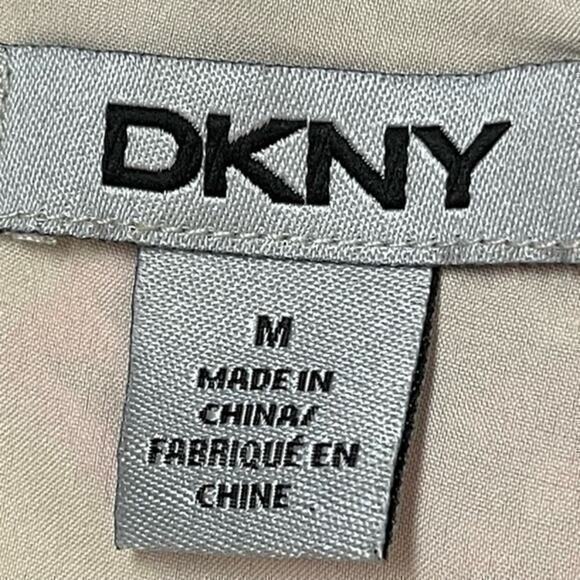 DKNY
M
MADE IN
CHINA/
FABRIQUÉ EN
CHINE